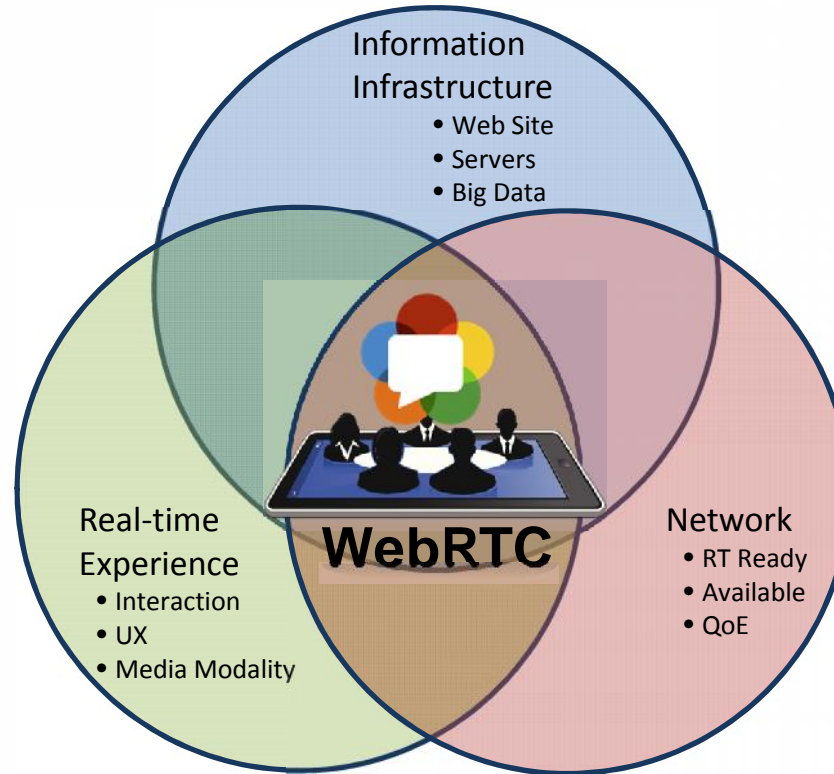 Information
Infrastructure
• Web Site
• Servers
• Big Data
Real-time
Experience
• Interaction
• UX
• Media Modality
WebRTC
Network
• RT Ready
• Available
• QoE